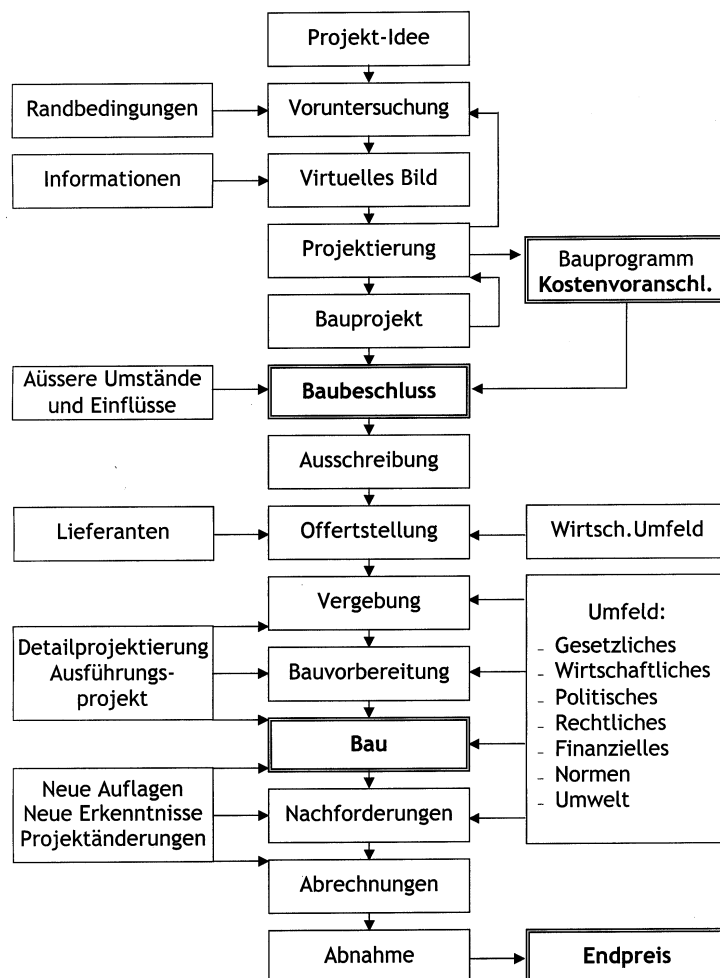 Projekt-Idee
Randbedingungen
Voruntersuchung
Informationen
Virtuelles Bild
Projektierung
Bauprogramm
Kostenvoranschl.
Bauprojekt
Aüssere Umstände
und Einflüsse
Baubeschluss
Ausschreibung
Lieferanten
Offertstellung
Wirtsch.Umfeld
Vergebung
Umfeld:
- Gesetzliches
- Wirtschaftliches
- Politisches
- Rechtliches
- Finanzielles
- Normen
- Umwelt
Detailprojektierung
Ausführungs-
projekt
Bauvorbereitung
Bau
Neue Auflagen
Neue Erkenntnisse
Projektänderungen
Nachforderungen
Abrechnungen
Abnahme
Endpreis